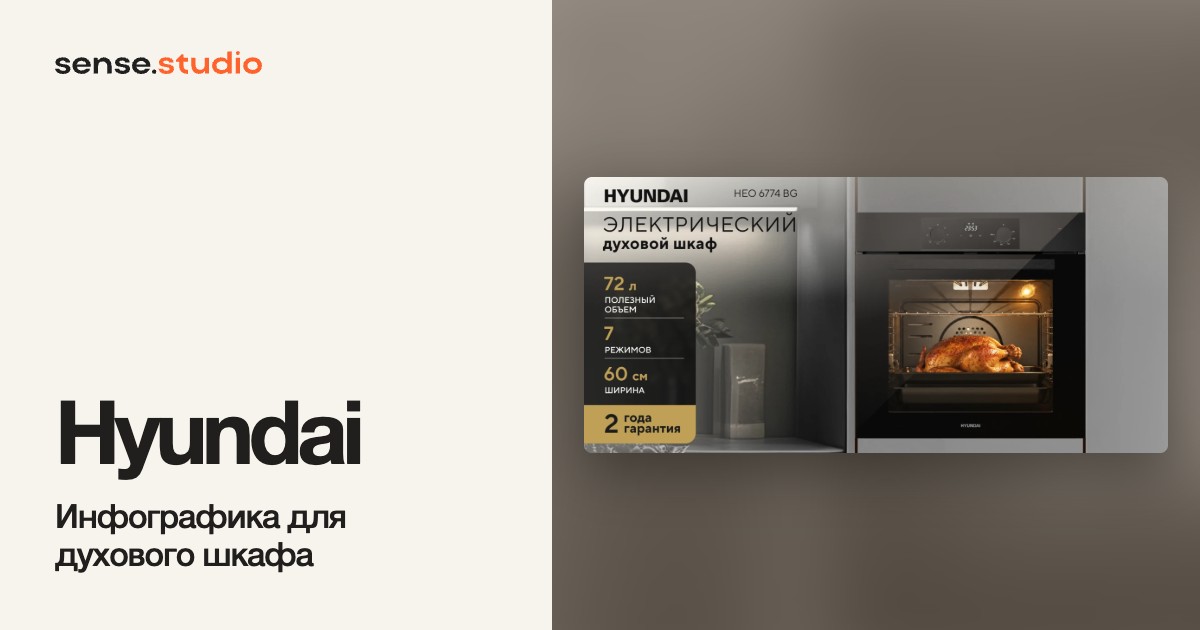 sense.studio
Hyundai
Инфографика для
духового шкафа
HYUNDAI
HEO 6774 BG
ЭЛЕКТРИЧЕСКИЙ
духовой шкаф
72 л
ПОЛЕЗНЫЙ
ОБЪЕМ
7
РЕЖИМОВ
60 см
ШИРИНА
2 года
гарантия
HYUNDAI